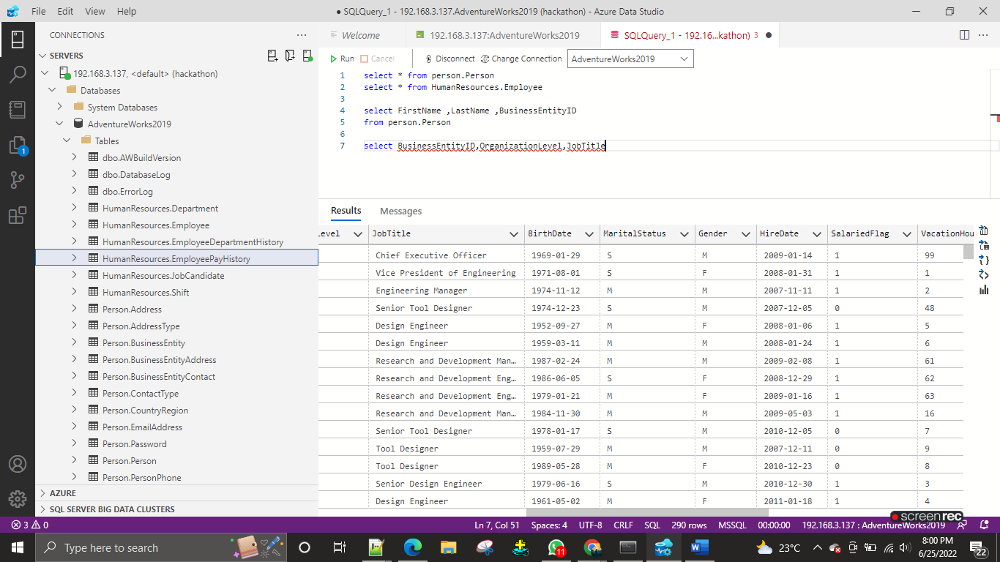 File Edit View Help
● SQLQuery_1 - 192.168.3.137.AdventureWorks2019 (hackathon) - Azure Data Studio
CONNECTIONS
SERVERS
192.168.3.137, <default> (hackathon)
Databases
System Databases
AdventureWorks2019
Tables
dbo.AWBuildVersion
dbo.DatabaseLog
dbo.ErrorLog
HumanResources.Department
HumanResources.Employee
HumanResources.EmployeeDepartmentHistory
HumanResources.EmployeePayHistory
HumanResources.JobCandidate
HumanResources.Shift
Person.Address
Person.AddressType
Person.BusinessEntity
Person.BusinessEntityAddress
Person.BusinessEntityContact
Person.ContactType
Person.CountryRegion
Person.EmailAddress
Person.Password
Person.Person
Person.PersonPhone
AZURE
SQL SERVER BIG DATA CLUSTERS
1
Welcome 192.168.3.137:AdventureWorks2019 SQLQuery_1 - 192.16...kathon) 3
Run Cancel Disconnect Change Connection AdventureWorks2019
1 select * from person.Person
2 select * from HumanResources.Employee
3
4 select FirstName ,LastName ,BusinessEntityID
5 from person.Person
6
7 select BusinessEntityID,OrganizationLevel,JobTitle
Results Messages
Level JobTitle BirthDate MaritalStatus Gender HireDate SalariedFlag VacationHou
Chief Executive Officer 1969-01-29 S M 2009-01-14 1 99
Vice President of Engineering 1971-08-01 S F 2008-01-31 1 1
Engineering Manager 1974-11-12 M M 2007-11-11 1 2
Senior Tool Designer 1974-12-23 S M 2007-12-05 0 48
Design Engineer 1952-09-27 M F 2008-01-06 1 5
Design Engineer 1959-03-11 M M 2008-01-24 1 6
Research and Development Man… 1987-02-24 M M 2009-02-08 1 61
Research and Development Eng… 1986-06-05 S F 2008-12-29 1 62
Research and Development Eng… 1979-01-21 M F 2009-01-16 1 63
Research and Development Man… 1984-11-30 M M 2009-05-03 1 16
Senior Tool Designer 1978-01-17 S M 2010-12-05 0 7
Tool Designer 1959-07-29 M M 2007-12-11 0 9
Tool Designer 1989-05-28 M F 2010-12-23 0 8
Senior Design Engineer 1979-06-16 S M 2010-12-30 1 3
Design Engineer 1961-05-02 M F 2011-01-18 1 4
screenrec
3 0 Ln 7, Col 51 Spaces: 4 UTF-8 CRLF SQL 290 rows MSSQL 00:00:00 192.168.3.137 : AdventureWorks2019
Type here to search 11 23°C 8:00 PM
6/25/2022 22